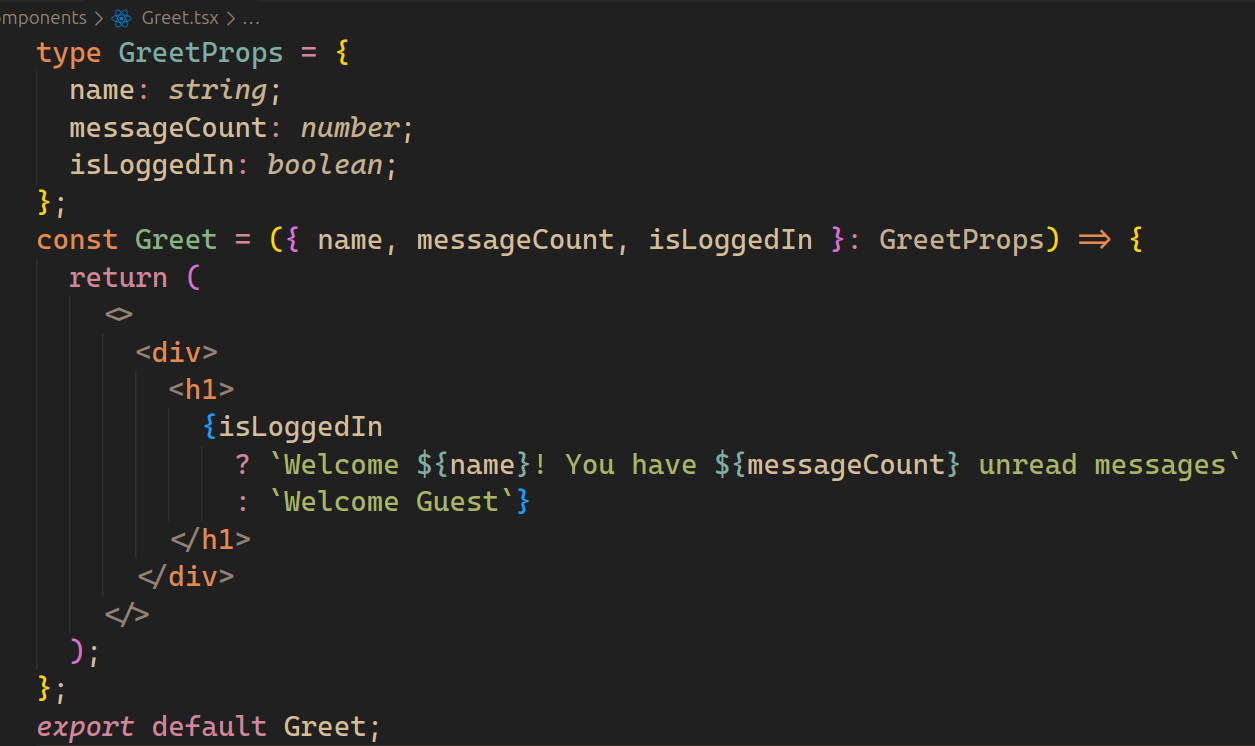 mponents > Greet.tsx > ...
type GreetProps = {
  name: string;
  messageCount: number;
  isLoggedIn: boolean;
};
const Greet = ({ name, messageCount, isLoggedIn }: GreetProps) => {
  return (
    <>
      <div>
        <h1>
          {isLoggedIn
            ? `Welcome ${name}! You have ${messageCount} unread messages`
            : `Welcome Guest`}
        </h1>
      </div>
    </>
  );
};
export default Greet;